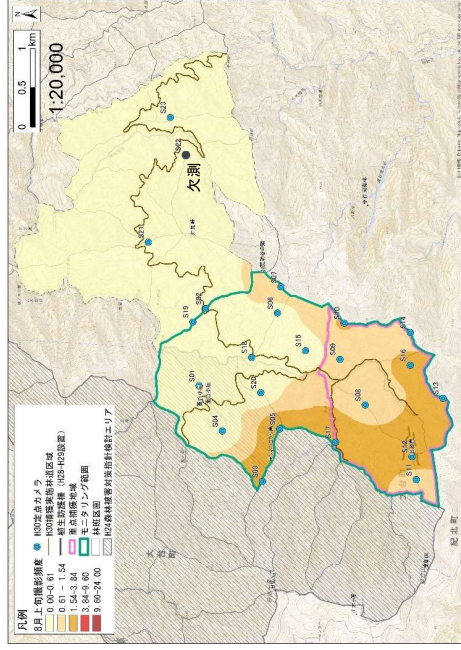 凡例
8月上旬撮影頻度
0.00-0.61
0.61 - 1.54
1.54-3.84
3.84-9.60
9.60-24.00
H30定点カメラ
H30捕獲実施林道区域
植生防護柵 (H28-H29設置)
重点捕獲地域
モニタリング範囲
林班区画
H24森林被害対策指針検討エリア
N
0 0.5 1
km
1:20,000
欠測
S01
S02
S03
S04
S05
S06
S07
S08
S09
S10
S11
S12
S13
S14
S15
S16
S17
S18
S19
S20
S21
S22
S23
大台町
紀北町